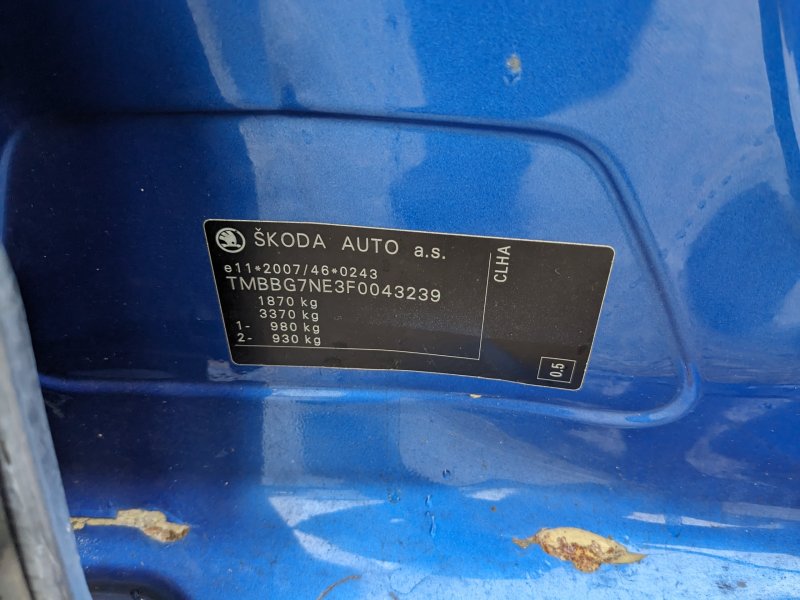 ŠKODA AUTO a.s.
e11*2007/46*0243
TMBBG7NE3F0043239
1870 kg
3370 kg
1- 980 kg
2- 930 kg
CLHA
0.5